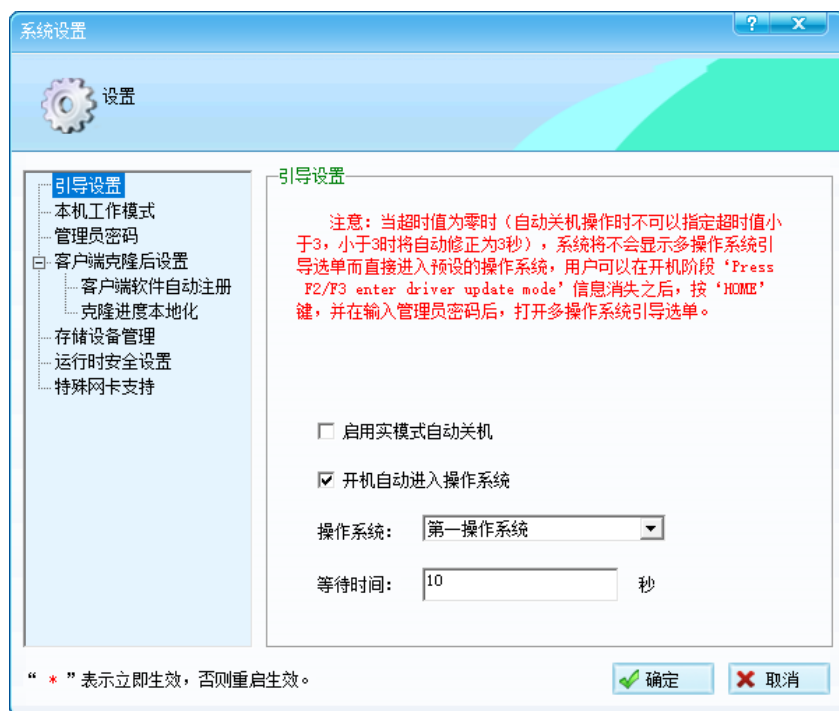 系统设置
设置
引导设置
本机工作模式
管理员密码
客户端克隆后设置
客户端软件自动注册
克隆进度本地化
存储设备管理
运行时安全设置
特殊网卡支持
引导设置
注意：当超时值为零时（自动关机操作时不可以指定超时值小
于3，小于3时将自动修正为3秒），系统将不会显示多操作系统引
导选单而直接进入预设的操作系统，用户可以在开机阶段‘Press
F2/F3 enter driver update mode’信息消失之后，按‘HOME’
键，并在输入管理员密码后，打开多操作系统引导选单。
启用实模式自动关机
开机自动进入操作系统
操作系统： 第一操作系统
等待时间： 10 秒
“ * ”表示立即生效，否则重启生效。
确定 取消